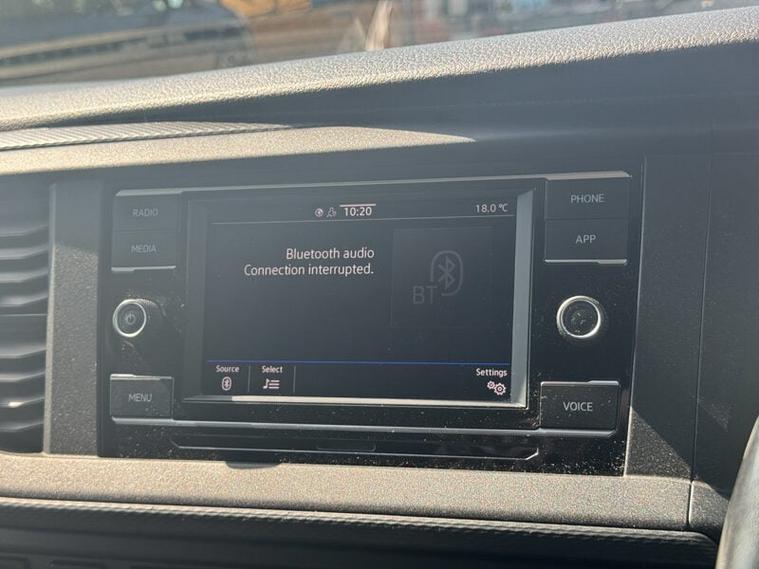 RADIO
MEDIA
MENU
10:20
18.0 °C
Bluetooth audio
Connection interrupted.
BT
Source
Select
Settings
PHONE
APP
VOICE